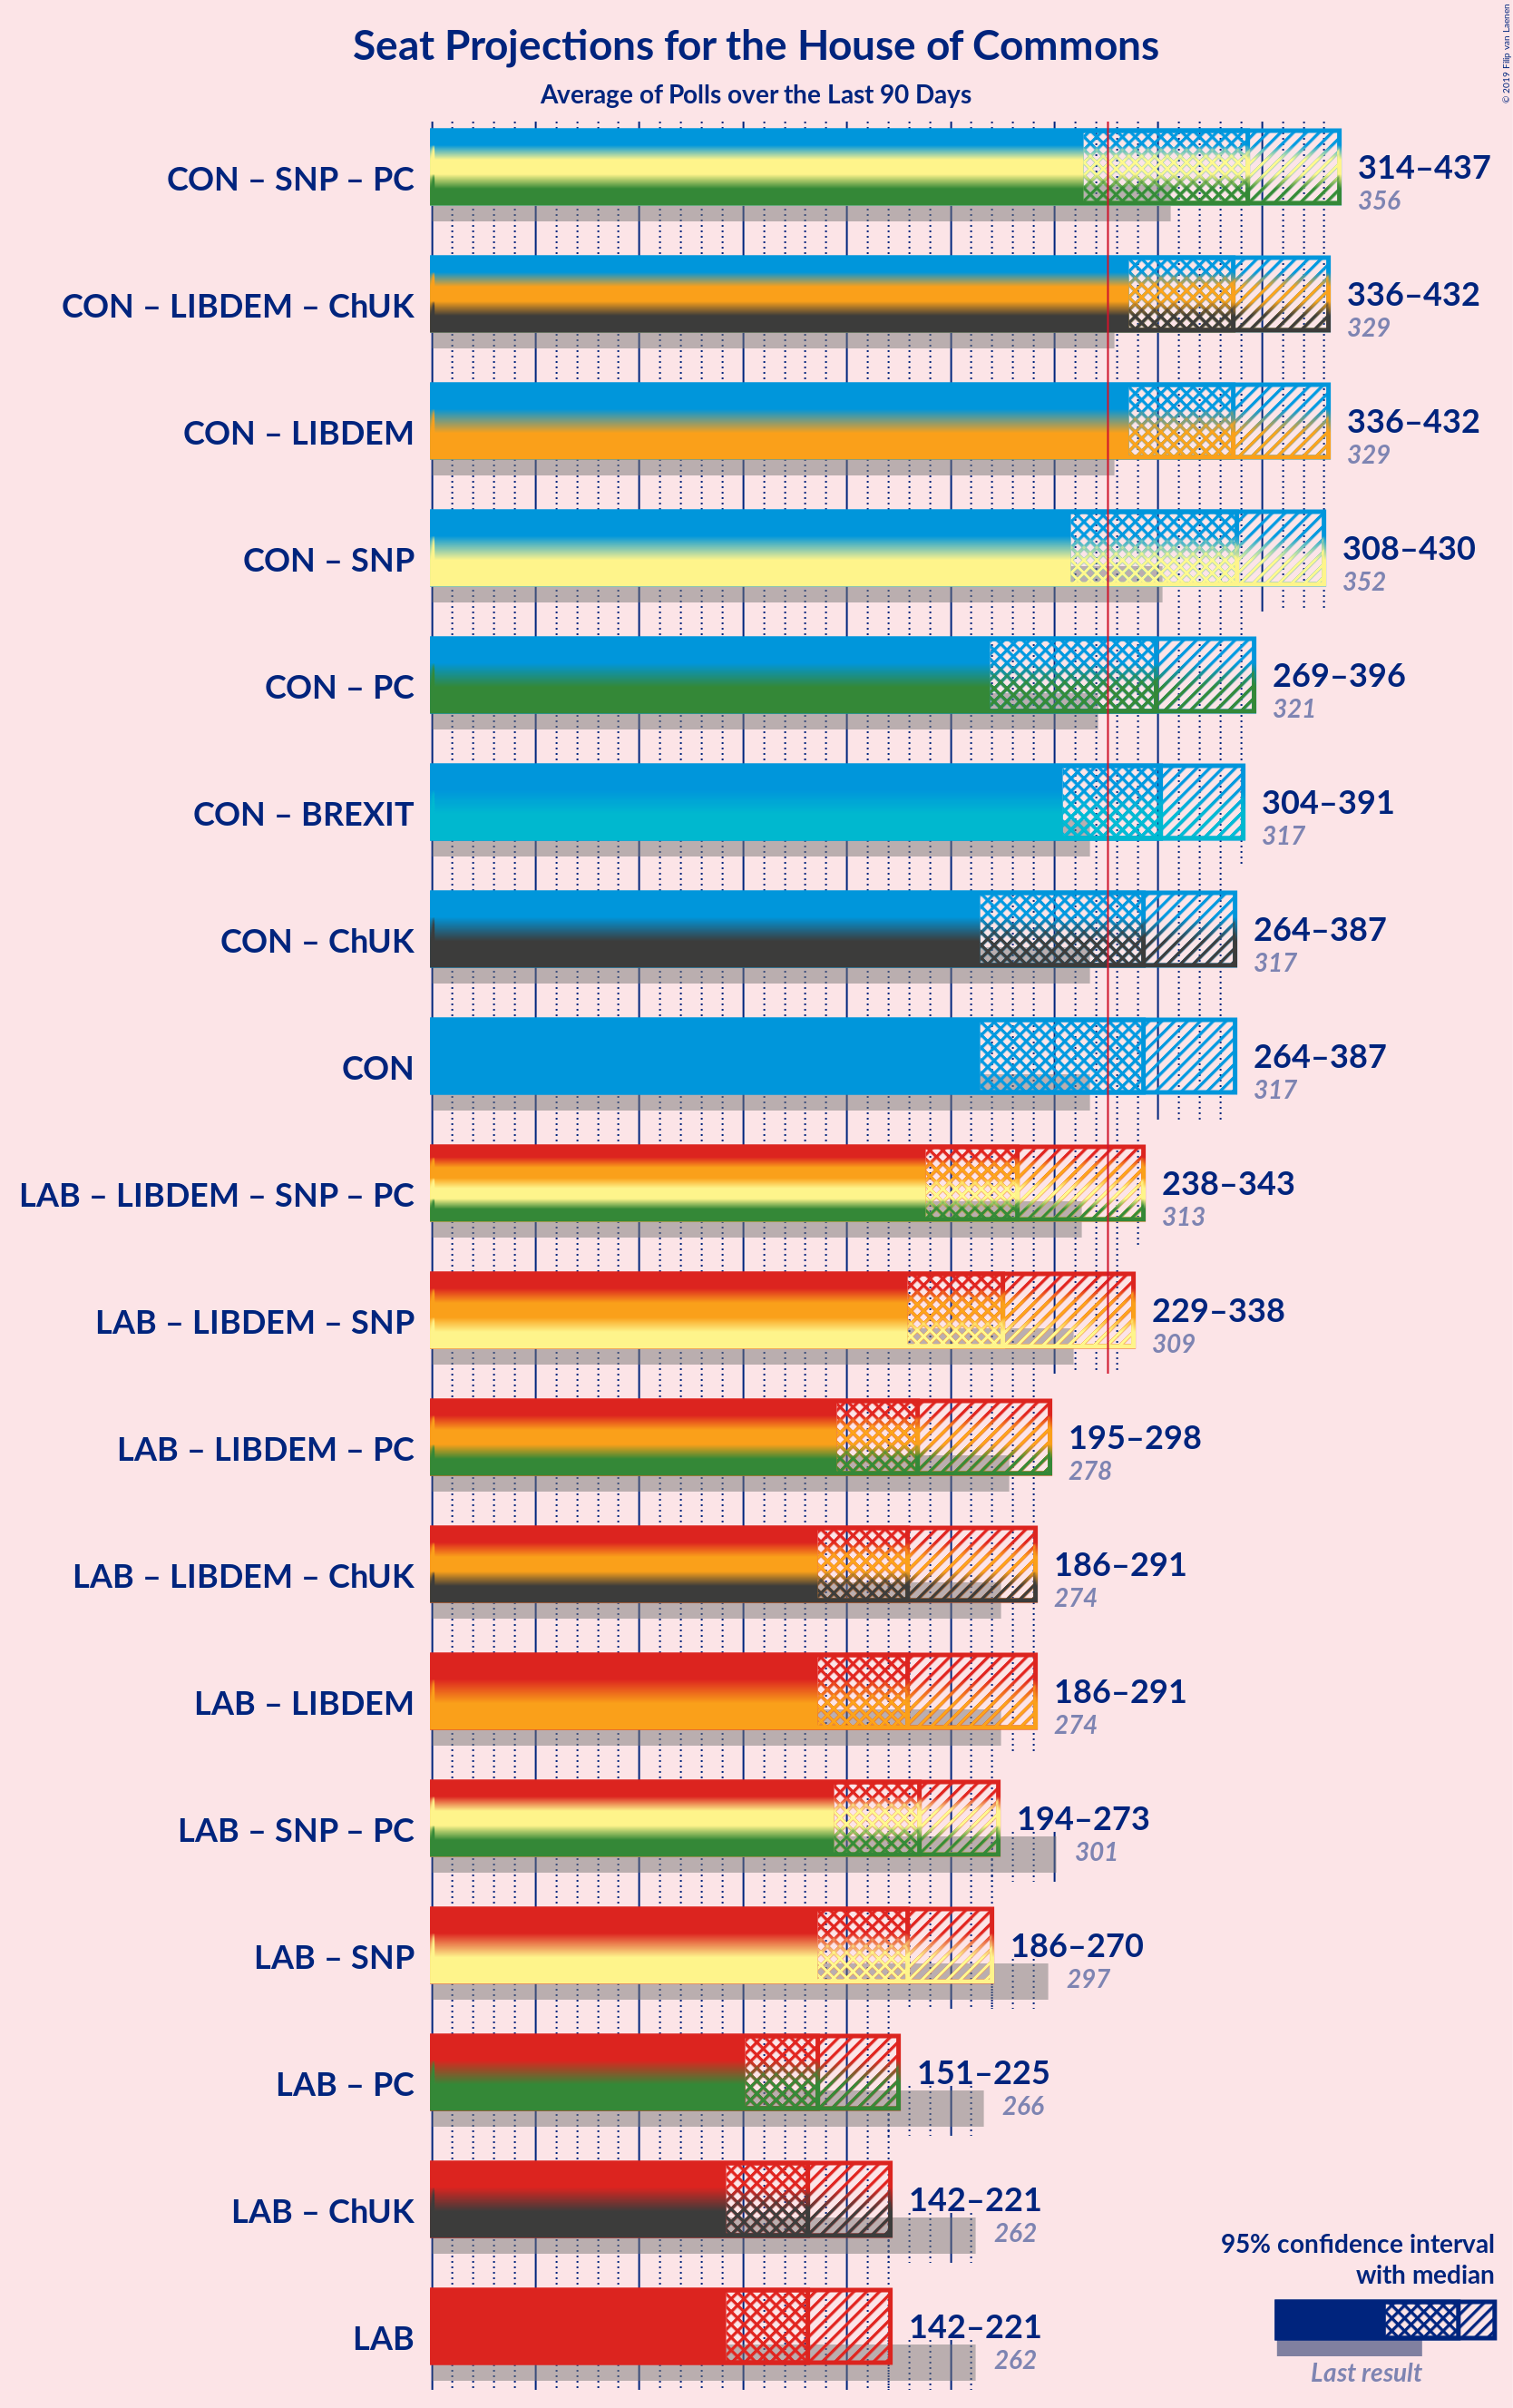 © 2019 Filip van Laenen
Seat Projections for the House of Commons
Average of Polls over the Last 90 Days
CON – SNP – PC
314–437
356
CON – LIBDEM – ChUK
336–432
329
CON – LIBDEM
336–432
329
CON – SNP
308–430
352
CON – PC
269–396
321
CON – BREXIT
304–391
317
CON – ChUK
264–387
317
CON
264–387
317
LAB – LIBDEM – SNP – PC
238–343
313
LAB – LIBDEM – SNP
229–338
309
LAB – LIBDEM – PC
195–298
278
LAB – LIBDEM – ChUK
186–291
274
LAB – LIBDEM
186–291
274
LAB – SNP – PC
194–273
301
LAB – SNP
186–270
297
LAB – PC
151–225
266
LAB – ChUK
142–221
262
LAB
142–221
262
95% confidence interval
with median
Last result